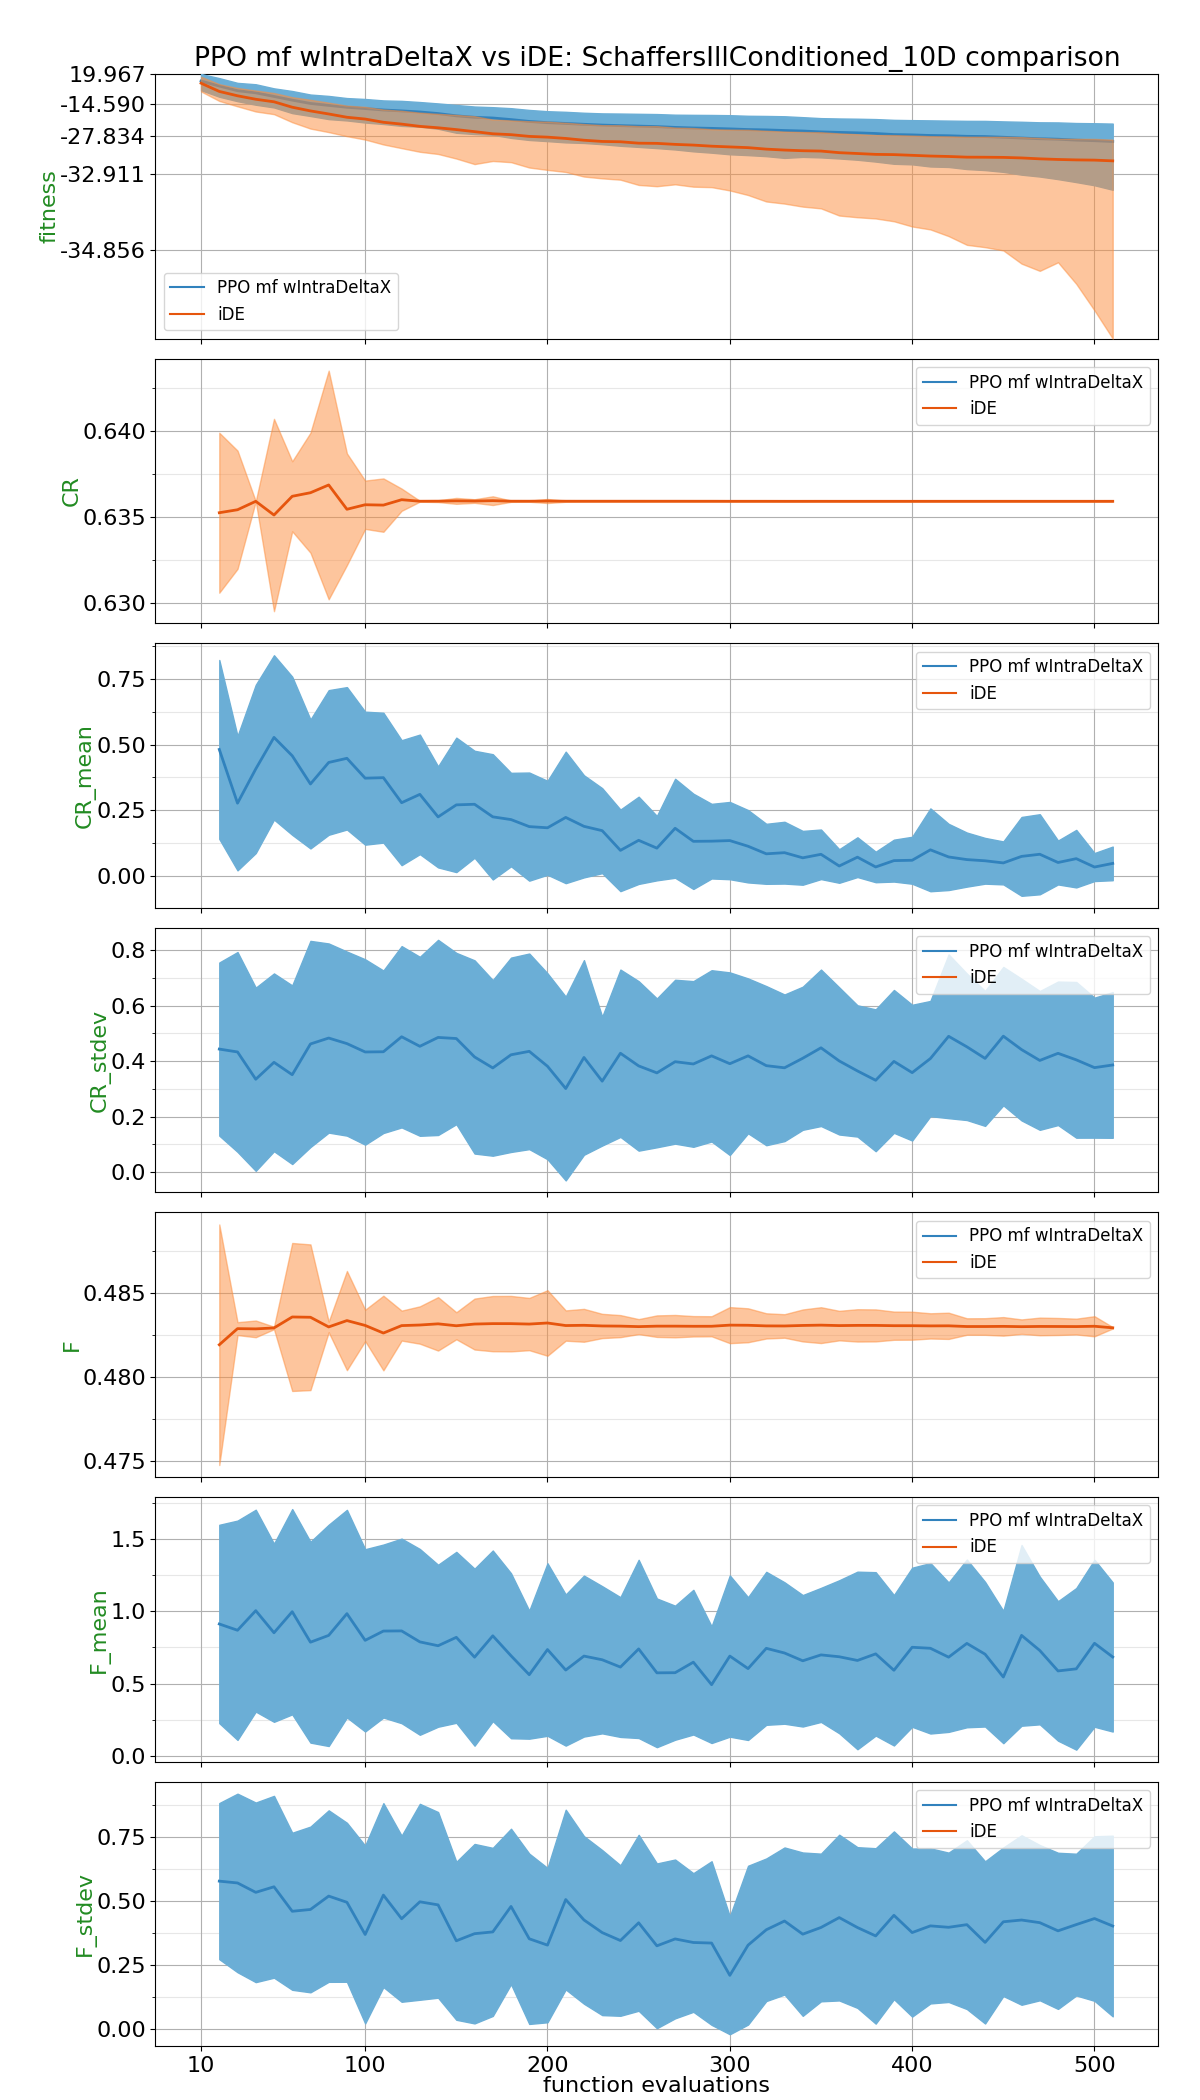 PPO mf wIntraDeltaX vs iDE: SchaffersIllConditioned_10D comparison
19.967
-14.590
-27.834
-32.911
-34.856
fitness
PPO mf wIntraDeltaX
iDE
0.640
0.635
0.630
CR
PPO mf wIntraDeltaX
iDE
0.75
0.50
0.25
0.00
CR_mean
PPO mf wIntraDeltaX
iDE
0.8
0.6
0.4
0.2
0.0
CR_stdev
PPO mf wIntraDeltaX
iDE
0.485
0.480
0.475
F
PPO mf wIntraDeltaX
iDE
1.5
1.0
0.5
0.0
F_mean
PPO mf wIntraDeltaX
iDE
0.75
0.50
0.25
0.00
F_stdev
PPO mf wIntraDeltaX
iDE
10 100 200 300 400 500
function evaluations